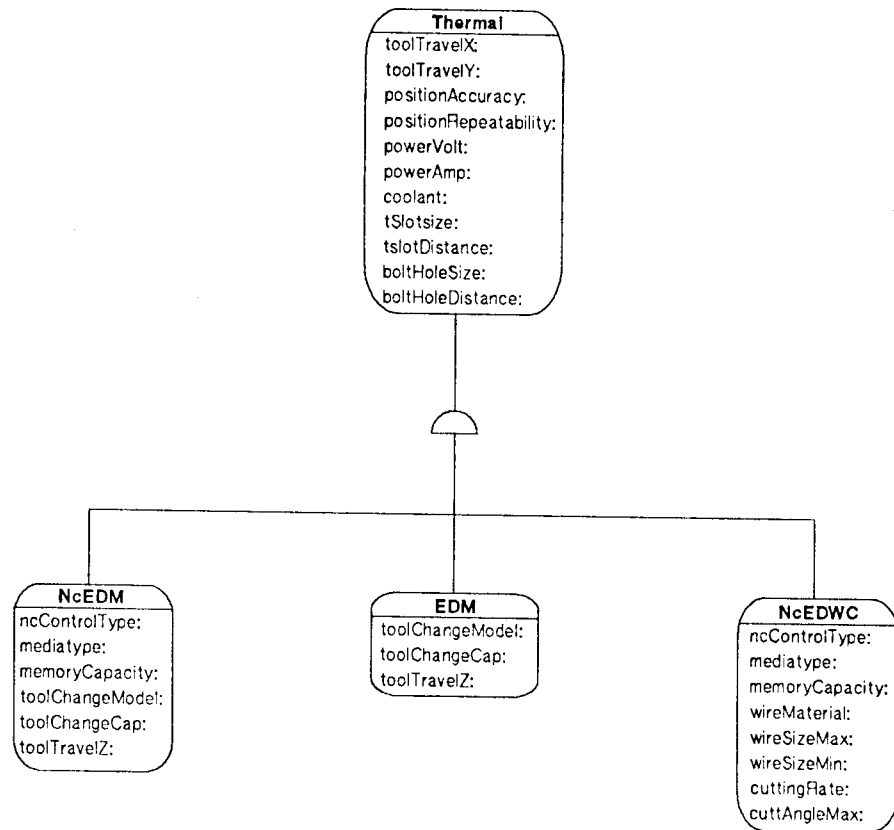 Thermal
toolTravelX:
toolTravelY:
positionAccuracy:
positionRepeatability:
powerVolt:
powerAmp:
coolant:
tSlotsize:
tslotDistance:
boltHoleSize:
boltHoleDistance:
NcEDM
ncControlType:
mediatype:
memoryCapacity:
toolChangeModel:
toolChangeCap:
toolTravelZ:
EDM
toolChangeModel:
toolChangeCap:
toolTravelZ:
NcEDWC
ncControlType:
mediatype:
memoryCapacity:
wireMaterial:
wireSizeMax:
wireSizeMin:
cuttingRate:
cuttAngleMax: